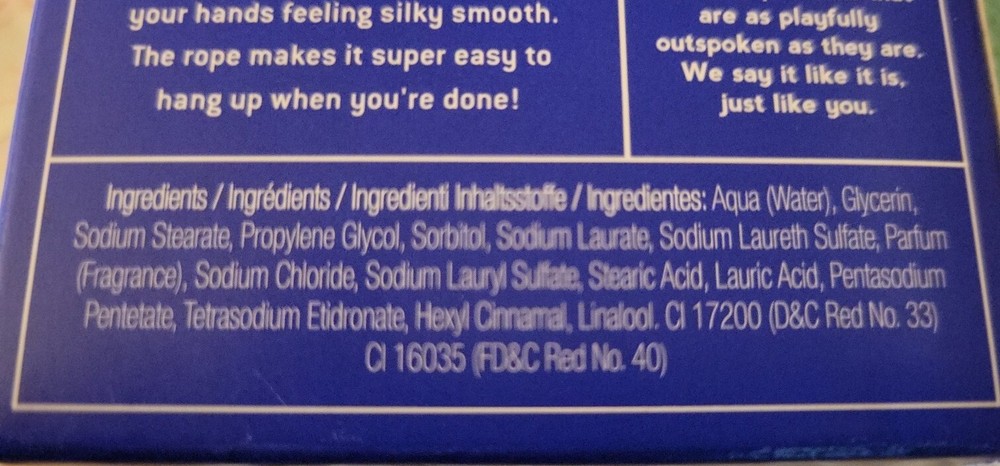 your hands feeling silky smooth.
The rope makes it super easy to
hang up when you're done!
are as playfully
outspoken as they are.
We say it like it is,
just like you.
Ingredients / Ingrédients / Ingredienti Inhaltsstoffe / Ingredientes: Aqua (Water), Glycerin,
Sodium Stearate, Propylene Glycol, Sorbitol, Sodium Laurate, Sodium Laureth Sulfate, Parfum
(Fragrance), Sodium Chloride, Sodium Lauryl Sulfate, Stearic Acid, Lauric Acid, Pentasodium
Pentetate, Tetrasodium Etidronate, Hexyl Cinnamal, Linalool. CI 17200 (D&C Red No. 33)
CI 16035 (FD&C Red No. 40)